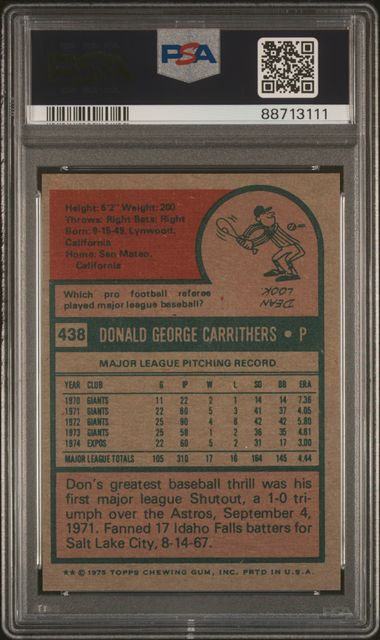 PSA
88713111
Height: 6'2" Weight: 200
Throws: Right Bats: Right
Born: 9-15-49, Lynwood,
California
Home: San Mateo,
California
DEAN
LOOK
Which pro football referee
played major league baseball?
438 DONALD GEORGE CARRITHERS • P
MAJOR LEAGUE PITCHING RECORD
YEAR CLUB G IP W L SO BB ERA
1970 GIANTS 11 22 2 1 14 14 7.36
1971 GIANTS 22 80 5 3 41 37 4.05
1972 GIANTS 25 90 4 8 42 42 5.80
1973 GIANTS 25 58 1 2 36 35 4.81
1974 EXPOS 22 60 5 2 31 17 3.00
MAJOR LEAGUE TOTALS 105 310 17 16 164 145 4.44
Don's greatest baseball thrill was his
first major league Shutout, a 1-0 tri-
umph over the Astros, September 4,
1971. Fanned 17 Idaho Falls batters for
Salt Lake City, 8-14-67.
★★ © 1975 TOPPS CHEWING GUM, INC. PRTD IN U.S.A.